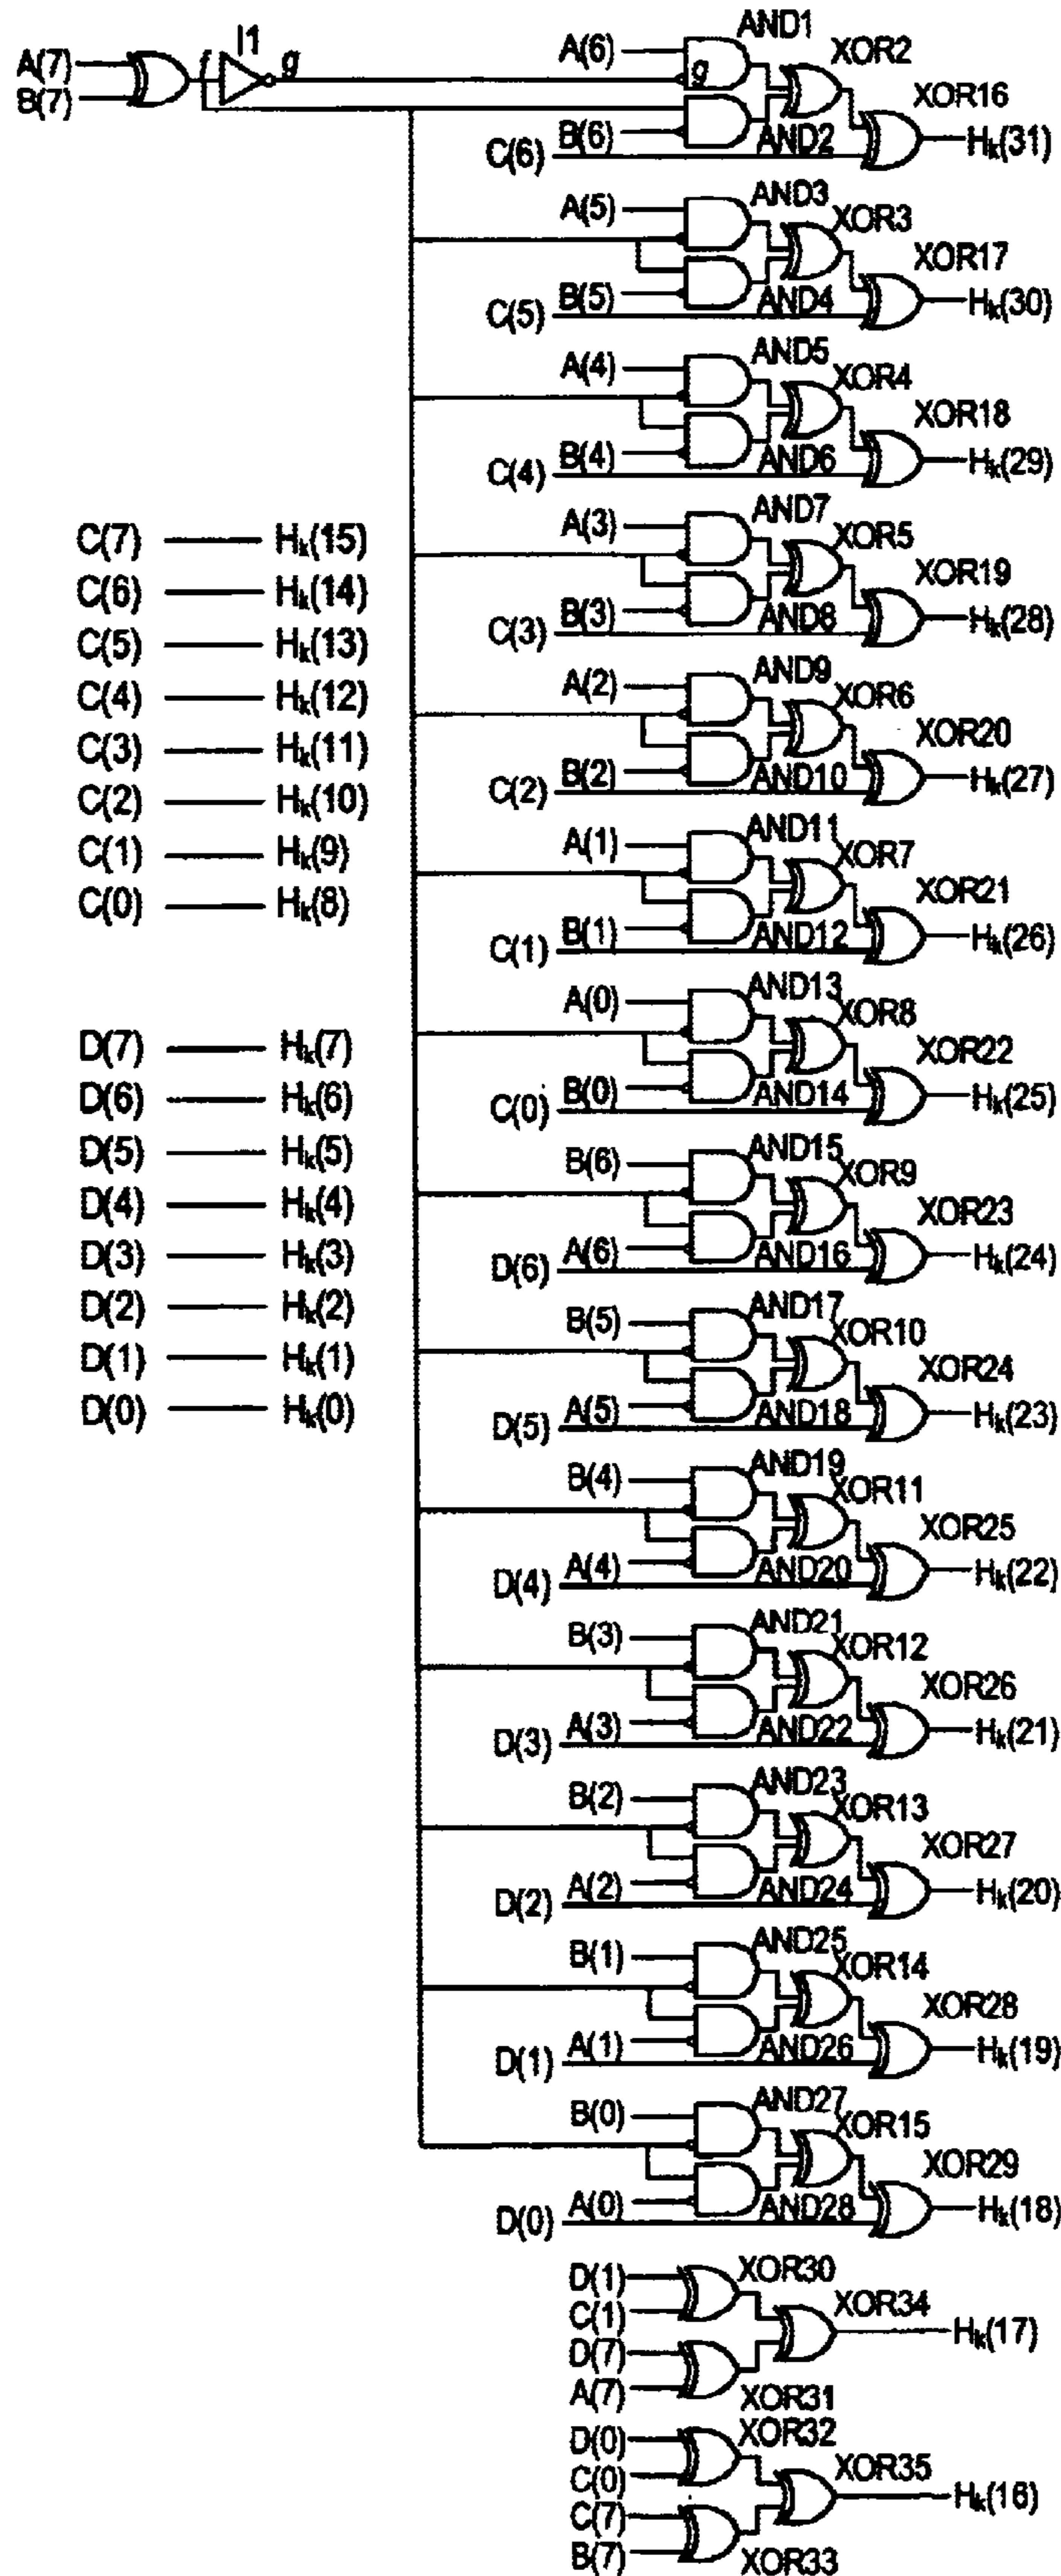 I1
A(7)
B(7)
f
g
A(6)
AND1
g
XOR2
B(6)
AND2
XOR16
C(6)
Hk(31)
A(5)
AND3
XOR3
B(5)
AND4
XOR17
C(5)
Hk(30)
A(4)
AND5
XOR4
B(4)
AND6
XOR18
C(4)
Hk(29)
A(3)
AND7
XOR5
B(3)
AND8
XOR19
C(3)
Hk(28)
A(2)
AND9
XOR6
B(2)
AND10
XOR20
C(2)
Hk(27)
A(1)
AND11
XOR7
B(1)
AND12
XOR21
C(1)
Hk(26)
A(0)
AND13
XOR8
B(0)
AND14
XOR22
C(0)
Hk(25)
B(6)
AND15
XOR9
A(6)
AND16
XOR23
D(6)
Hk(24)
B(5)
AND17
XOR10
A(5)
AND18
XOR24
D(5)
Hk(23)
B(4)
AND19
XOR11
A(4)
AND20
XOR25
D(4)
Hk(22)
B(3)
AND21
XOR12
A(3)
AND22
XOR26
D(3)
Hk(21)
B(2)
AND23
XOR13
A(2)
AND24
XOR27
D(2)
Hk(20)
B(1)
AND25
XOR14
A(1)
AND26
XOR28
D(1)
Hk(19)
B(0)
AND27
XOR15
A(0)
AND28
XOR29
D(0)
Hk(18)
D(1)
XOR30
C(1)
XOR34
D(7)
Hk(17)
A(7)
XOR31
D(0)
XOR32
C(0)
XOR35
C(7)
Hk(16)
B(7)
XOR33
C(7) Hk(15)
C(6) Hk(14)
C(5) Hk(13)
C(4) Hk(12)
C(3) Hk(11)
C(2) Hk(10)
C(1) Hk(9)
C(0) Hk(8)
D(7) Hk(7)
D(6) Hk(6)
D(5) Hk(5)
D(4) Hk(4)
D(3) Hk(3)
D(2) Hk(2)
D(1) Hk(1)
D(0) Hk(0)